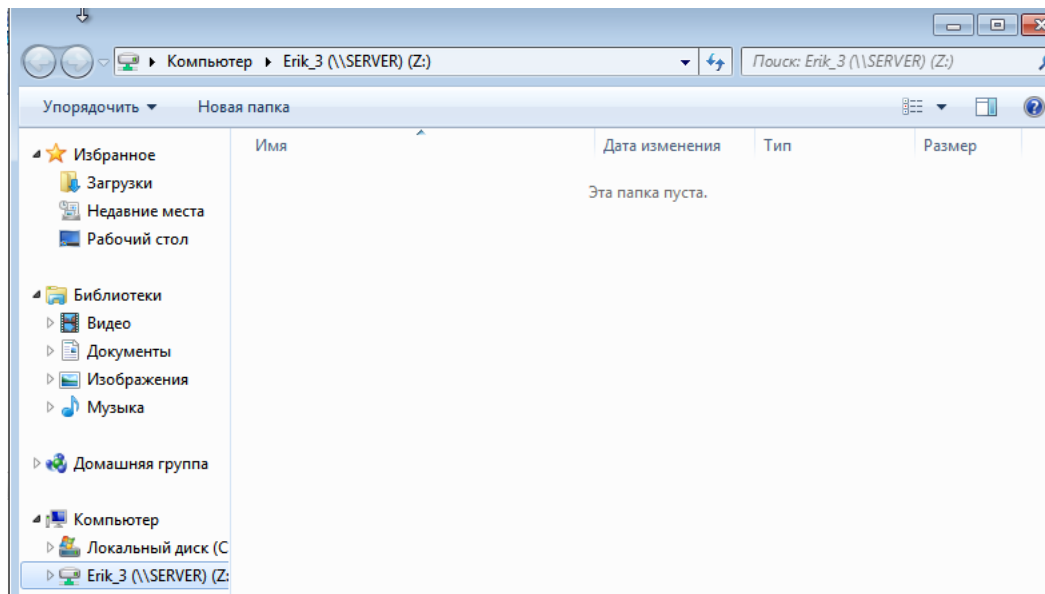 Компьютер Erik_3 (\\SERVER) (Z:)
Поиск: Erik_3 (\\SERVER) (Z:)
Упорядочить Новая папка
Имя Дата изменения Тип Размер
Эта папка пуста.
Избранное
Загрузки
Недавние места
Рабочий стол
Библиотеки
Видео
Документы
Изображения
Музыка
Домашняя группа
Компьютер
Локальный диск (C
Erik_3 (\\SERVER) (Z: